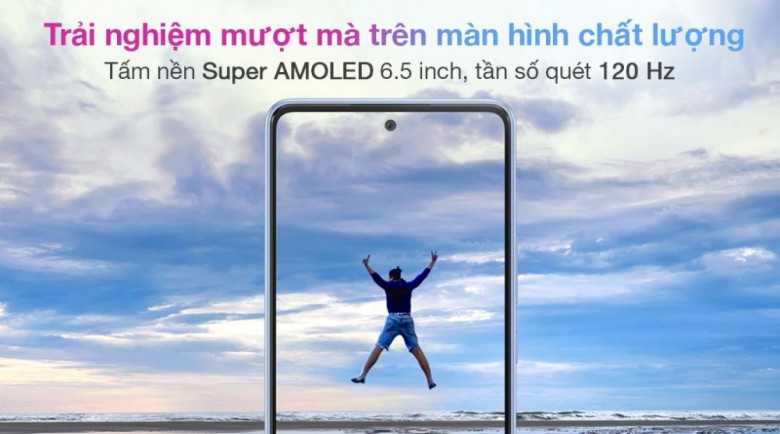 Trải nghiệm mượt mà trên màn hình chất lượng
Tấm nền Super AMOLED 6.5 inch, tần số quét 120 Hz